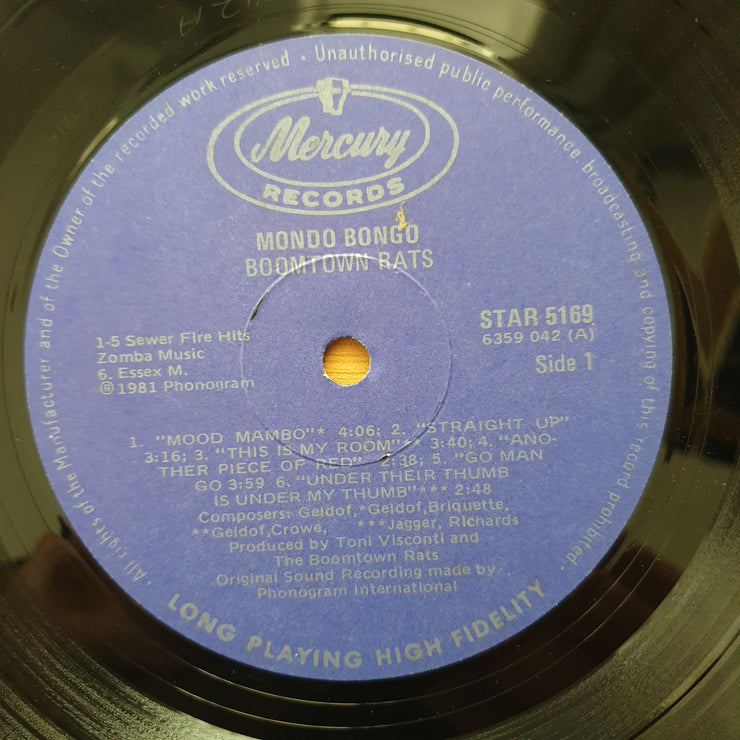 · All rights of the Manufacturer and of the Owner of the recorded work reserved · Unauthorised public performance, broadcasting and copying of this record prohibited ·
Mercury
RECORDS
MONDO BONGO
BOOMTOWN RATS
1-5 Sewer Fire Hits
Zomba Music
6. Essex M.
℗1981 Phonogram
STAR 5169
6359 042 (A)
Side 1
1. "MOOD MAMBO"* 4:06; 2. "STRAIGHT UP"
3:16; 3. "THIS IS MY ROOM"** 3:40; 4. "ANO-
THER PIECE OF RED" 2:38; 5. "GO MAN
GO 3:59 6. "UNDER THEIR THUMB
IS UNDER MY THUMB"*** 2:48
Composers: Geldof,*Geldof,Briquette,
**Geldof,Crowe, ***Jagger, Richards
Produced by Toni Visconti and
The Boomtown Rats
Original Sound Recording made by
Phonogram International
LONG PLAYING HIGH FIDELITY